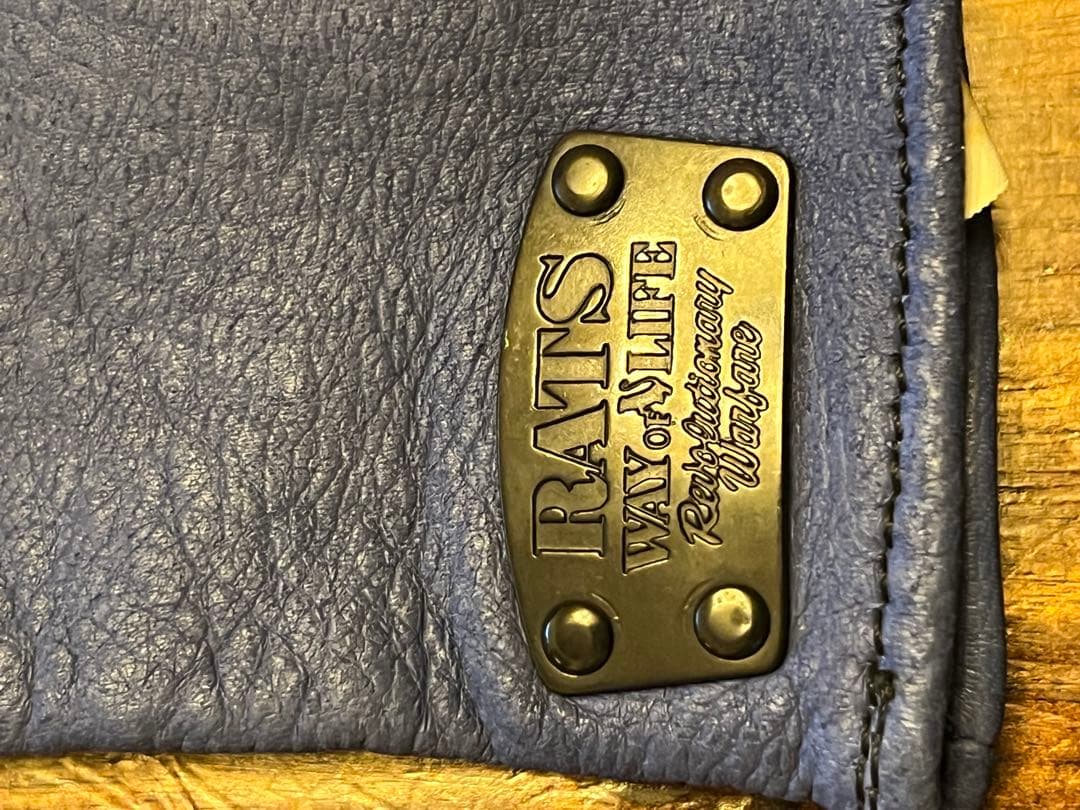 RATS
WAY OF LIFE
Revolutionary
Warfare